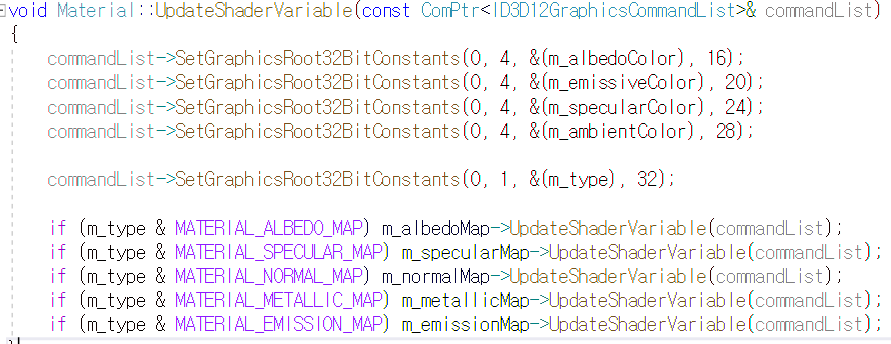 void Material::UpdateShaderVariable(const ComPtr<ID3D12GraphicsCommandList>& commandList)
{
commandList->SetGraphicsRoot32BitConstants(0, 4, &(m_albedoColor), 16);
commandList->SetGraphicsRoot32BitConstants(0, 4, &(m_emissiveColor), 20);
commandList->SetGraphicsRoot32BitConstants(0, 4, &(m_specularColor), 24);
commandList->SetGraphicsRoot32BitConstants(0, 4, &(m_ambientColor), 28);
commandList->SetGraphicsRoot32BitConstants(0, 1, &(m_type), 32);
if (m_type & MATERIAL_ALBEDO_MAP) m_albedoMap->UpdateShaderVariable(commandList);
if (m_type & MATERIAL_SPECULAR_MAP) m_specularMap->UpdateShaderVariable(commandList);
if (m_type & MATERIAL_NORMAL_MAP) m_normalMap->UpdateShaderVariable(commandList);
if (m_type & MATERIAL_METALLIC_MAP) m_metallicMap->UpdateShaderVariable(commandList);
if (m_type & MATERIAL_EMISSION_MAP) m_emissionMap->UpdateShaderVariable(commandList);